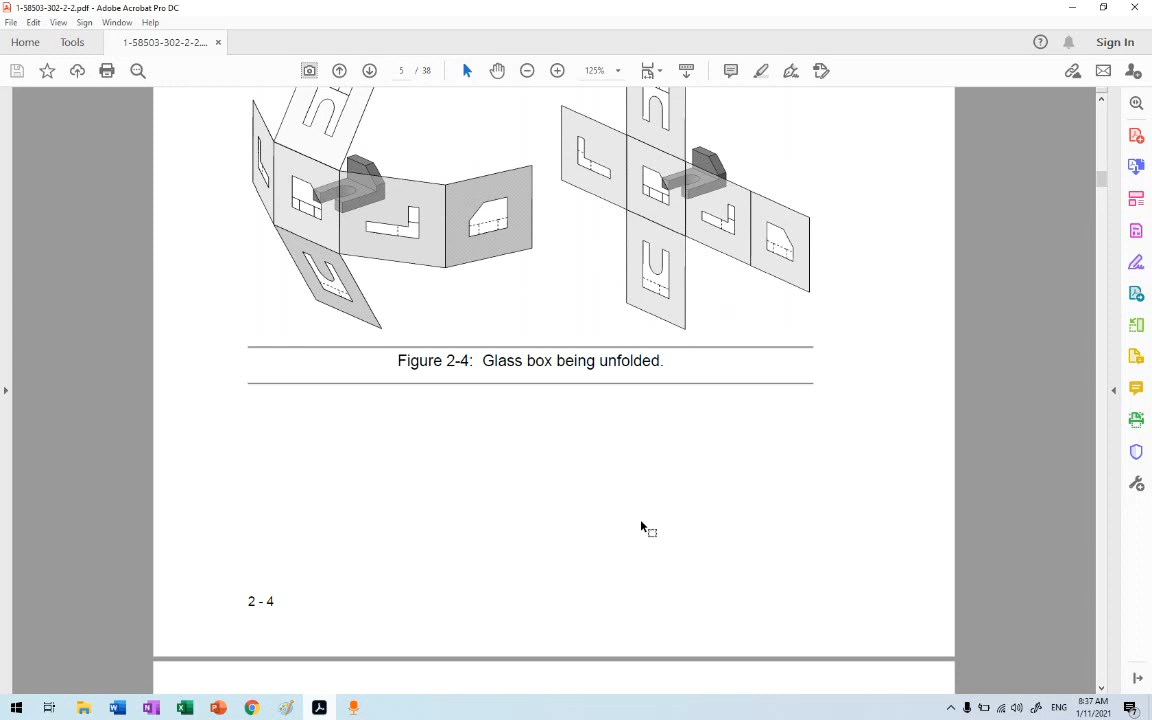 1-58503-302-2-2.pdf - Adobe Acrobat Pro DC
File Edit View Sign Window Help
Home Tools 1-58503-302-2-2.... × Sign In
5 / 38 125%
Figure 2-4: Glass box being unfolded.
2 - 4
ENG 8:37 AM
1/11/2021